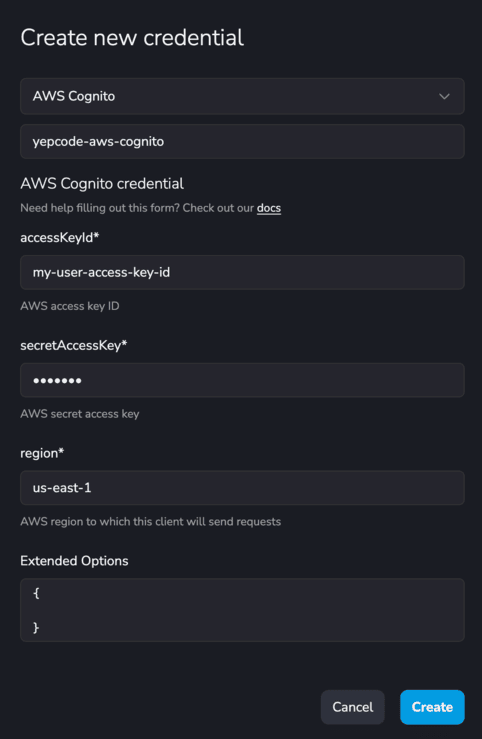 Create new credential
AWS Cognito
yepcode-aws-cognito
AWS Cognito credential
Need help filling out this form? Check out our docs
accessKeyId*
my-user-access-key-id
AWS access key ID
secretAccessKey*
•••••••
AWS secret access key
region*
us-east-1
AWS region to which this client will send requests
Extended Options
{
}
Cancel
Create